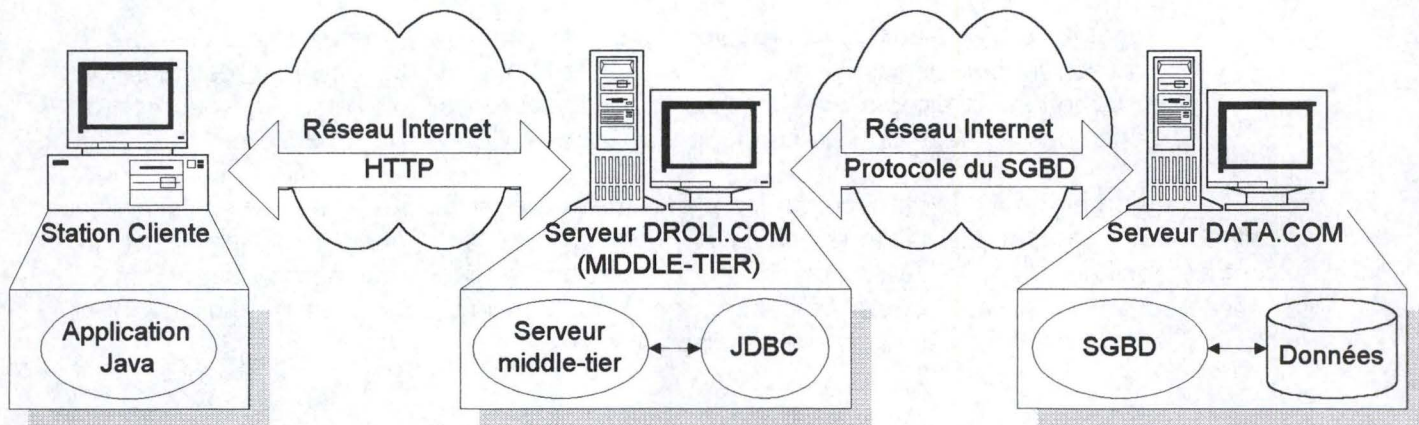 Réseau Internet
HTTP
Réseau Internet
Protocole du SGBD
Station Cliente
Serveur DROLI.COM
(MIDDLE-TIER)
Serveur DATA.COM
Application
Java
Serveur
middle-tier
JDBC
SGBD
Données